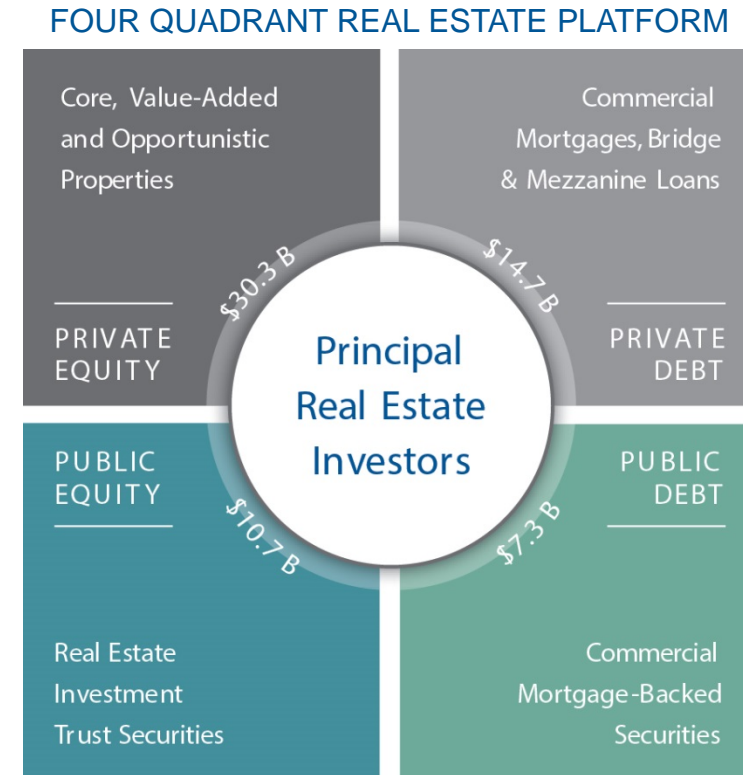 FOUR QUADRANT REAL ESTATE PLATFORM
Core, Value-Added
and Opportunistic
Properties
$30.3 B
PRIVATE
EQUITY
Commercial
Mortgages, Bridge
& Mezzanine Loans
$14.7 B
PRIVATE
DEBT
Principal
Real Estate
Investors
PUBLIC
EQUITY
$10.7 B
Real Estate
Investment
Trust Securities
PUBLIC
DEBT
$7.3 B
Commercial
Mortgage-Backed
Securities